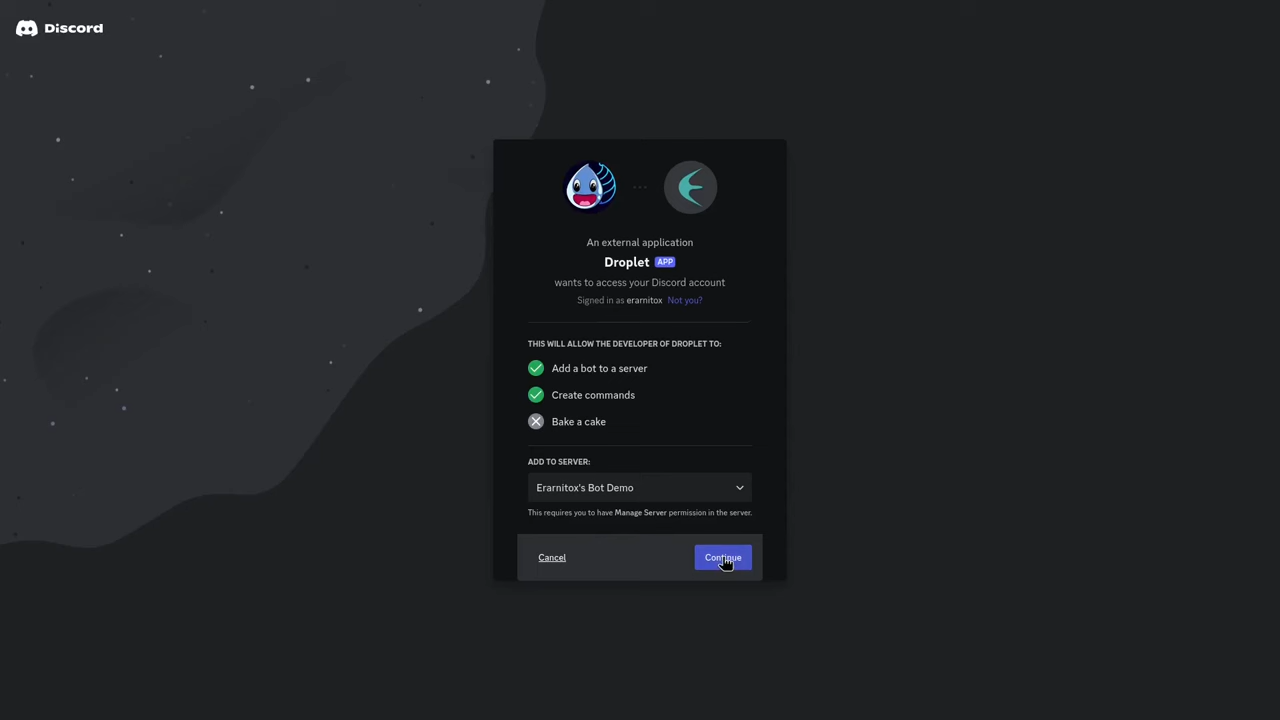 Discord
An external application
Droplet APP
wants to access your Discord account
Signed in as erarnitox Not you?
THIS WILL ALLOW THE DEVELOPER OF DROPLET TO:
Add a bot to a server
Create commands
Bake a cake
ADD TO SERVER:
Erarnitox's Bot Demo
This requires you to have Manage Server permission in the server.
Cancel
Continue